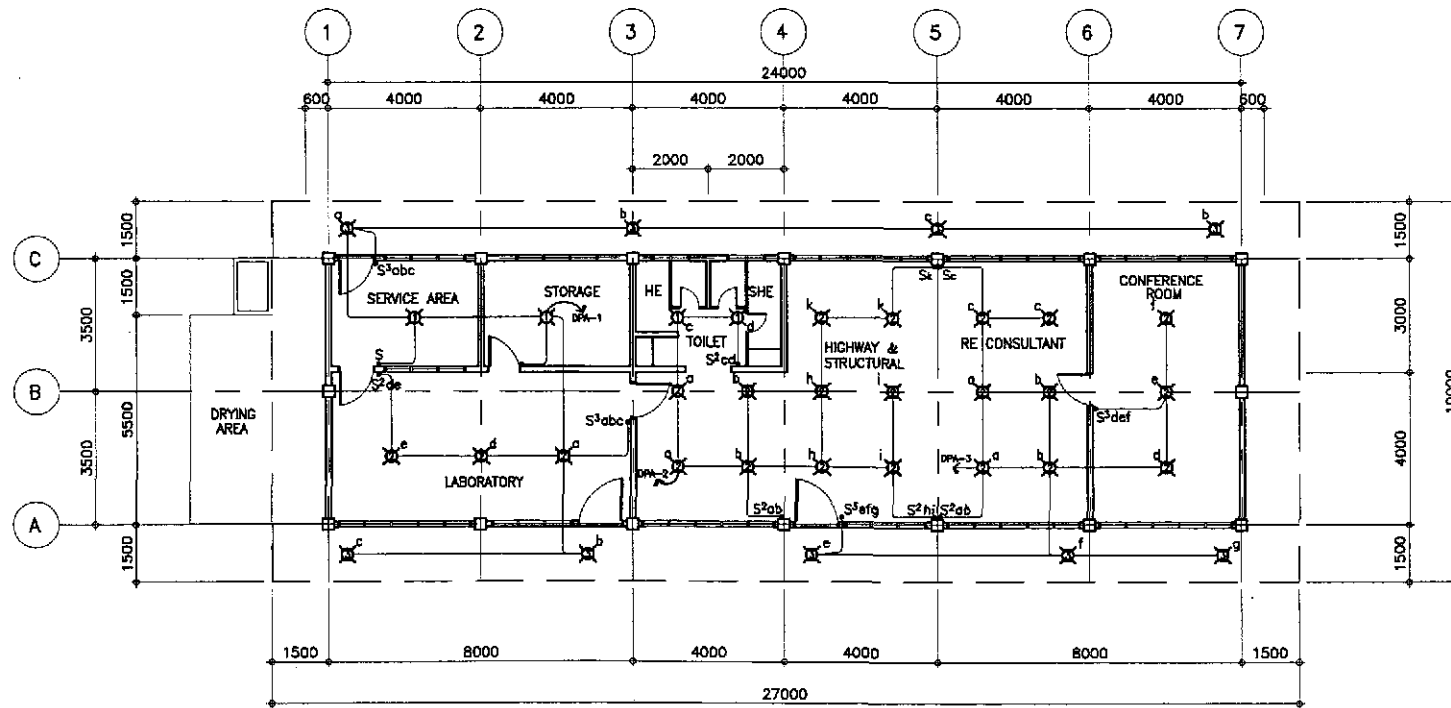 1 2 3 4 5 6 7
24000
600 4000 4000 4000 4000 4000 4000 600
2000 2000
1500 1500
a b c b
C
S³abc
Sk Sc
SERVICE AREA
STORAGE
HE
SHE
CONFERENCE
ROOM
DPA-1
k k c c f
c d
TOILET
HIGHWAY &
STRUCTURAL
RE CONSULTANT
1500
3500
3000
S
S²cd
S²de
B
a b h i a b e
DRYING
AREA
S³abc
S³def
5500
3500
4000
10000
e d a
a b h i a b d
DPA-2
DPA-3
LABORATORY
S²ab
S³efg
S²hi S²ab
A
c b e f g
1500 1500
1500 8000 4000 4000 8000 1500
27000